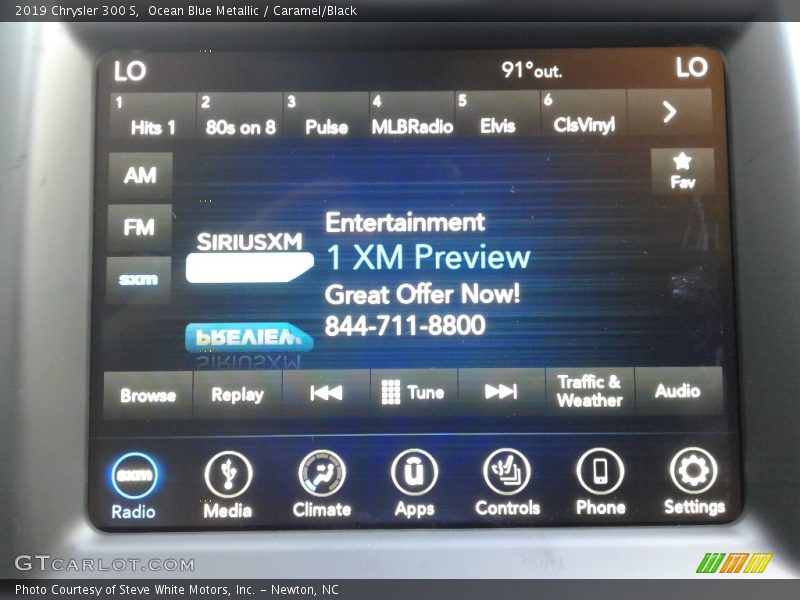 2019 Chrysler 300 S,  Ocean Blue Metallic / Caramel/Black
LO 91°out. LO
1 Hits 1 2 80s on 8 3 Pulse 4 MLBRadio 5 Elvis 6 ClsVinyl
AM
Fav
FM
sxm
SIRIUSXM
Entertainment
1 XM Preview
Great Offer Now!
844-711-8800
PREVIEW
SIRIUSXM
Browse Replay Tune Traffic & Weather Audio
sxm
Radio Media Climate Apps Controls Phone Settings
GTCARLOT.COM
Photo Courtesy of Steve White Motors, Inc. – Newton, NC